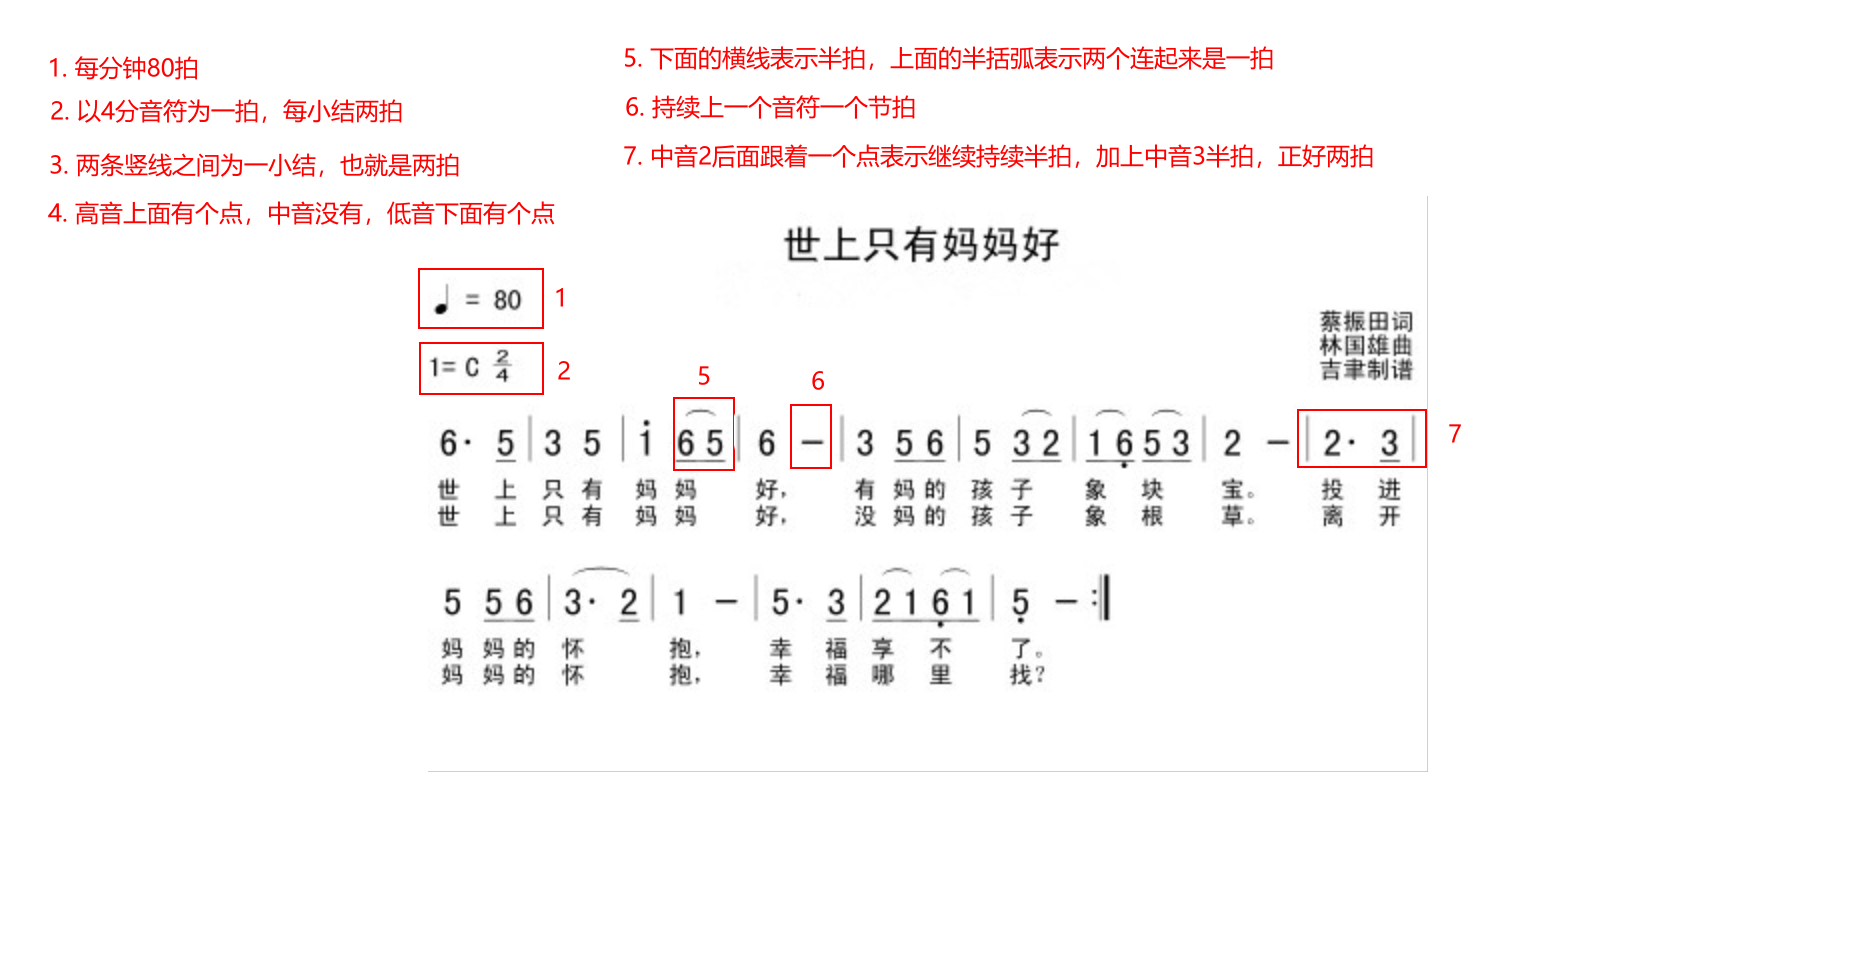 1. 每分钟80拍
2. 以4分音符为一拍，每小结两拍
3. 两条竖线之间为一小结，也就是两拍
4. 高音上面有个点，中音没有，低音下面有个点
5. 下面的横线表示半拍，上面的半括弧表示两个连起来是一拍
6. 持续上一个音符一个节拍
7. 中音2后面跟着一个点表示继续持续半拍，加上中音3半拍，正好两拍
世上只有妈妈好
♩ = 80 1
1= C 2/4 2
蔡振田词
林国雄曲
吉聿制谱
5 6 7
6· 5 | 3 5 | i 6 5 | 6 － | 3 5 6 | 5 3 2 | 1 6̣ 5 3 | 2 － | 2· 3 |
世 上 只 有 妈 妈 好， 有 妈 的 孩 子 象 块 宝。 投 进
世 上 只 有 妈 妈 好， 没 妈 的 孩 子 象 根 草。 离 开
5 5 6 | 3· 2 | 1 － | 5· 3 | 2 1 6̣ 1 | 5̣ － :‖
妈 妈 的 怀 抱， 幸 福 享 不 了。
妈 妈 的 怀 抱， 幸 福 哪 里 找？